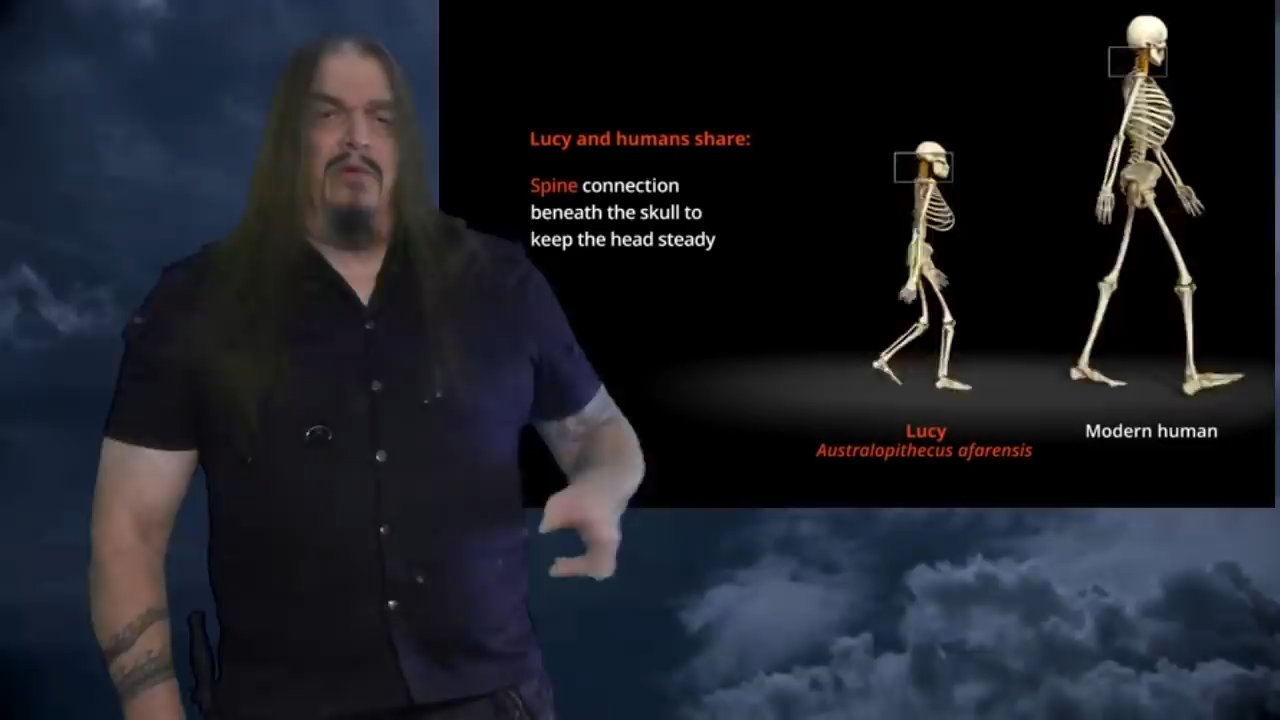 Lucy and humans share:
Spine connection
beneath the skull to
keep the head steady
Lucy
Australopithecus afarensis
Modern human